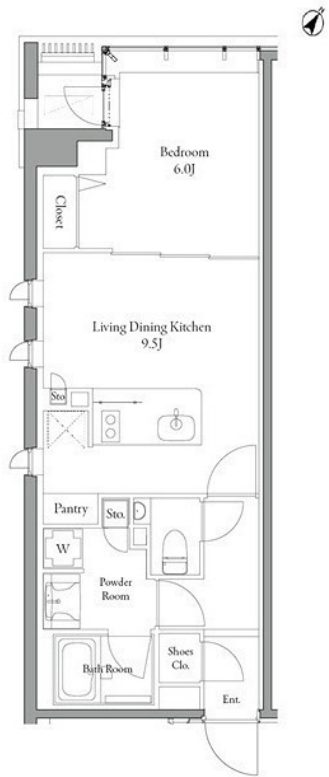 Bedroom
6.0J
Closet
Living Dining Kitchen
9.5J
Sto
Pantry
Sto.
W
Powder
Room
Bath Room
Shoes
Clo.
Ent.